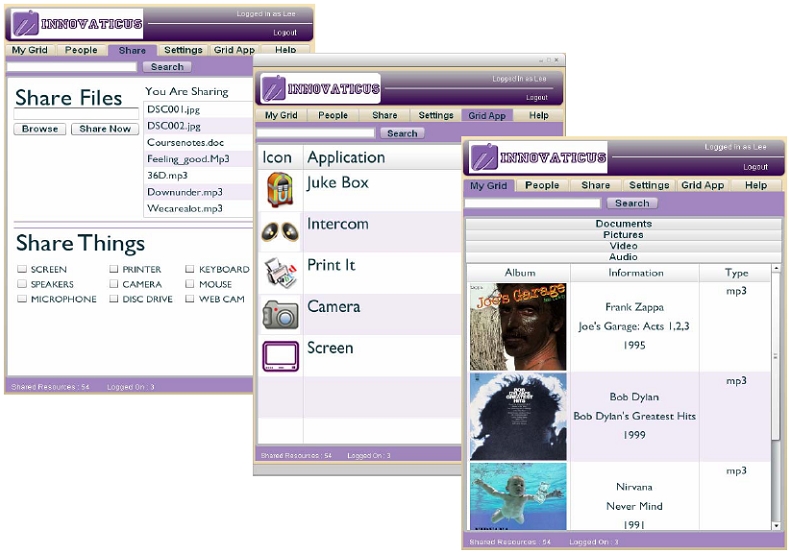 INNOVATICUS
Logged In as Lee
Logout
My Grid People Share Settings Grid App Help
Search
Share Files
Browse Share Now
You Are Sharing
DSC001.jpg
DSC002.jpg
Coursenotes.doc
Feeling_good.Mp3
36D.mp3
Downunder.mp3
Wecarealot.mp3
Share Things
SCREEN PRINTER KEYBOARD
SPEAKERS CAMERA MOUSE
MICROPHONE DISC DRIVE WEB CAM
Shared Resources : 54 Logged On : 3
INNOVATICUS
Logged In as Lee
Logout
My Grid People Share Settings Grid App Help
Search
Icon Application
Juke Box
Intercom
Print It
Camera
Screen
Shared Resources : 54 Logged On : 3
INNOVATICUS
Logged In as Lee
Logout
My Grid People Share Settings Grid App Help
Search
Documents
Pictures
Video
Audio
Album Information Type
Joe's Garage
Frank Zappa
Joe's Garage: Acts 1,2,3
1995
mp3
BOB
DYLAN'S
GREATEST
HITS
Bob Dylan
Bob Dylan's Greatest Hits
1999
mp3
Nirvana
Never Mind
1991
mp3
Shared Resources : 54 Logged On : 3